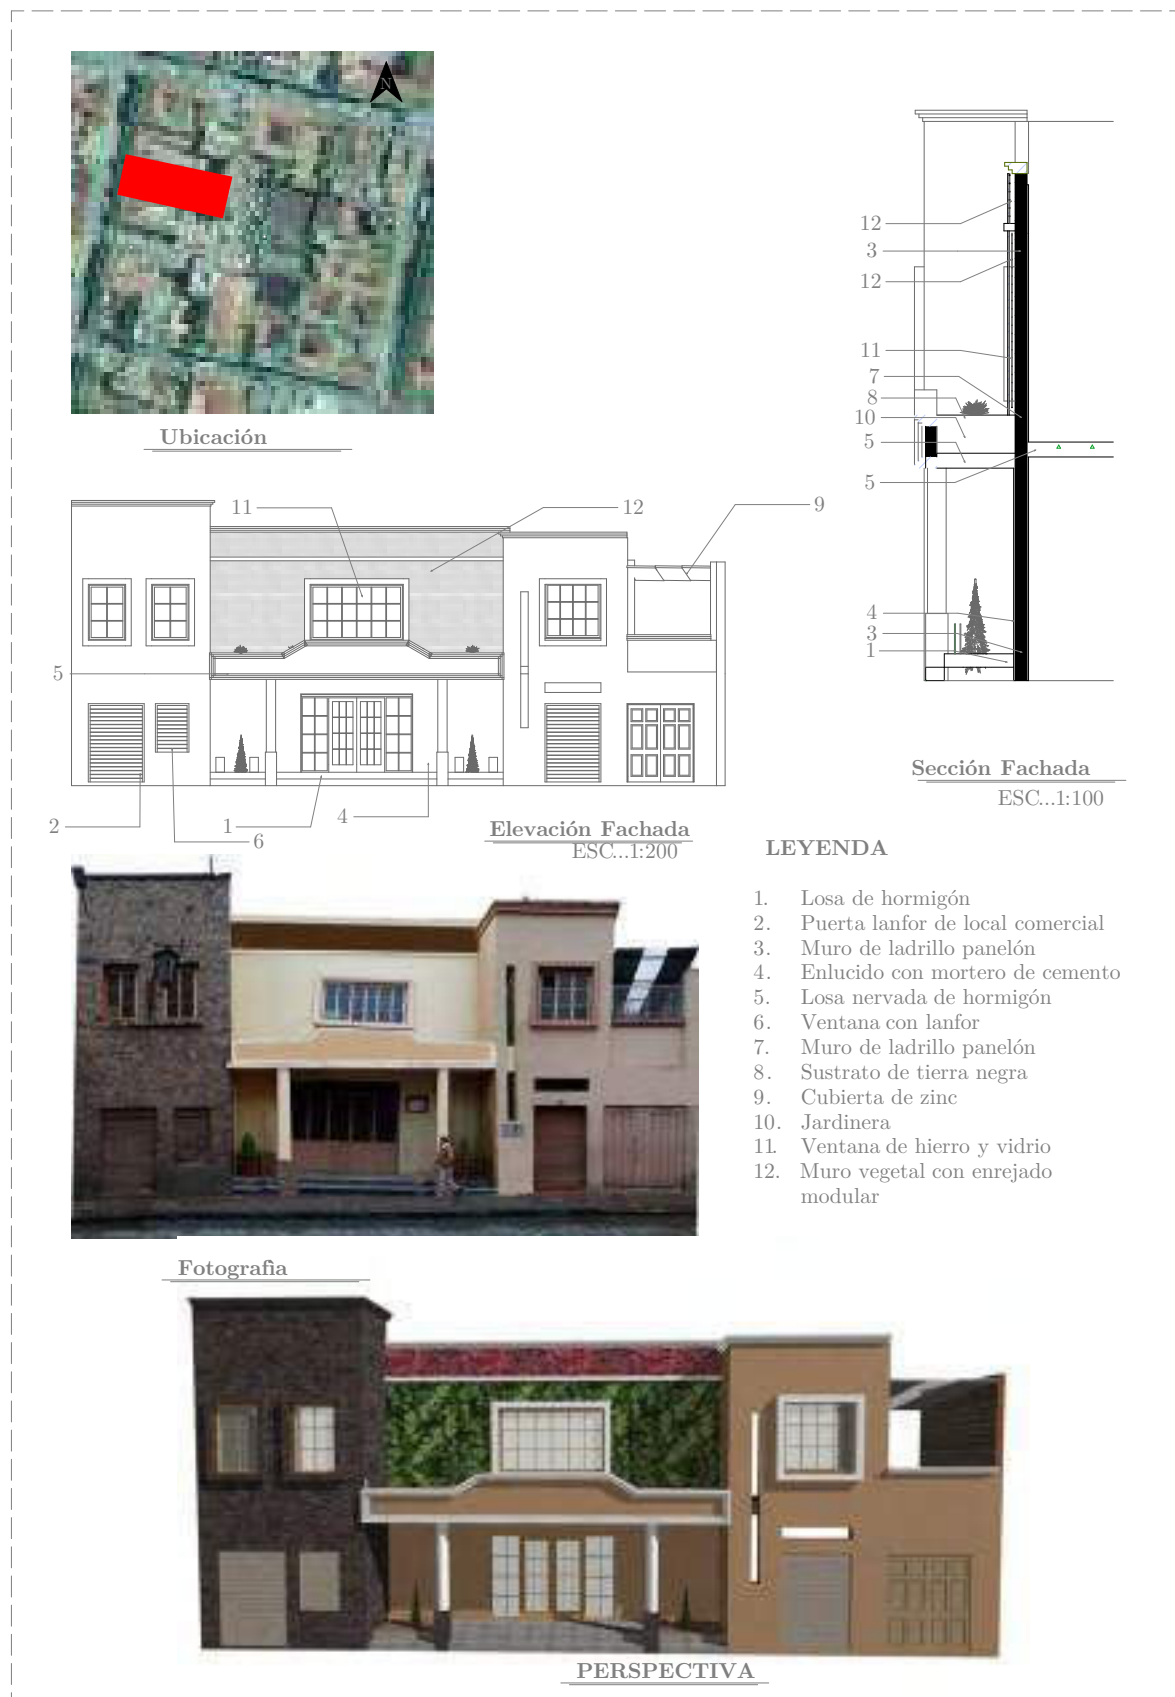 N
Ubicación
12
3
12
11
7
8
10
5
5
4
3
1
Sección Fachada
ESC...1:100
11
12
9
5
2
1
6
4
Elevación Fachada
ESC...1:200
LEYENDA
1. Losa de hormigón
2. Puerta lanfor de local comercial
3. Muro de ladrillo panelón
4. Enlucido con mortero de cemento
5. Losa nervada de hormigón
6. Ventana con lanfor
7. Muro de ladrillo panelón
8. Sustrato de tierra negra
9. Cubierta de zinc
10. Jardinera
11. Ventana de hierro y vidrio
12. Muro vegetal con enrejado
modular
Fotografìa
PERSPECTIVA